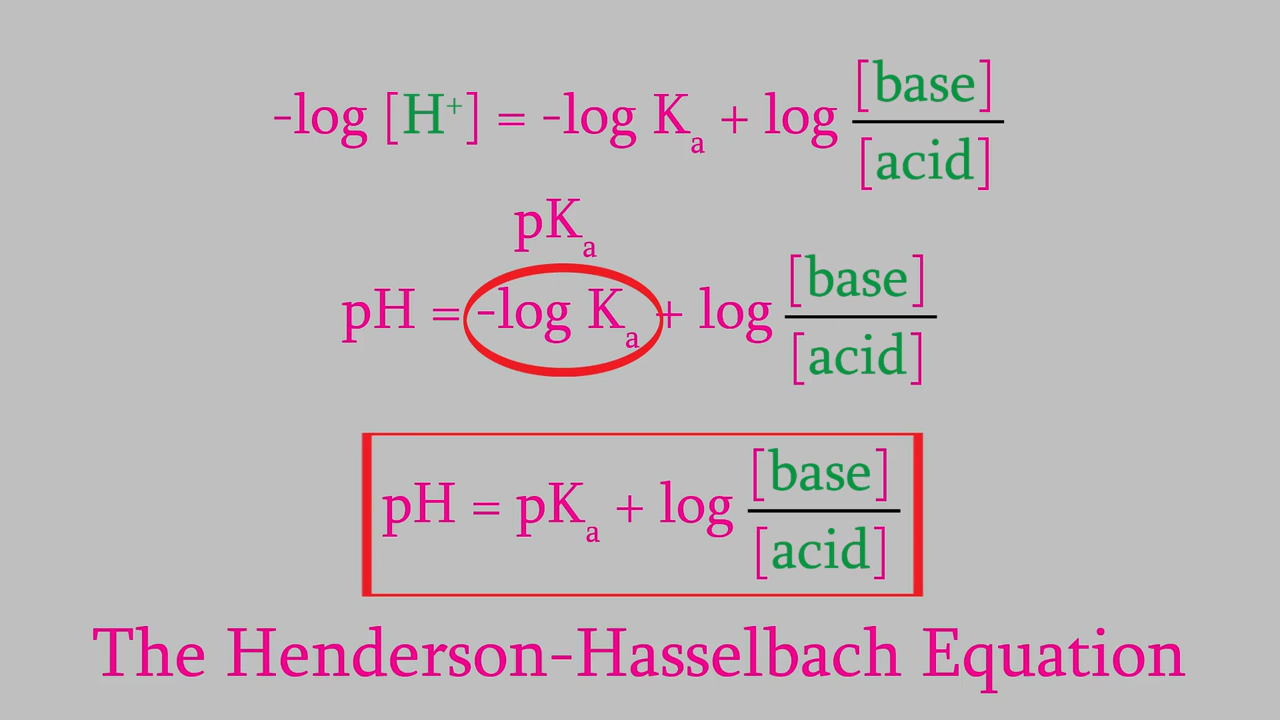 -log [H⁺] = -log Kₐ + log [base]/[acid]
pKₐ
pH = -log Kₐ + log [base]/[acid]
pH = pKₐ + log [base]/[acid]
The Henderson-Hasselbach Equation